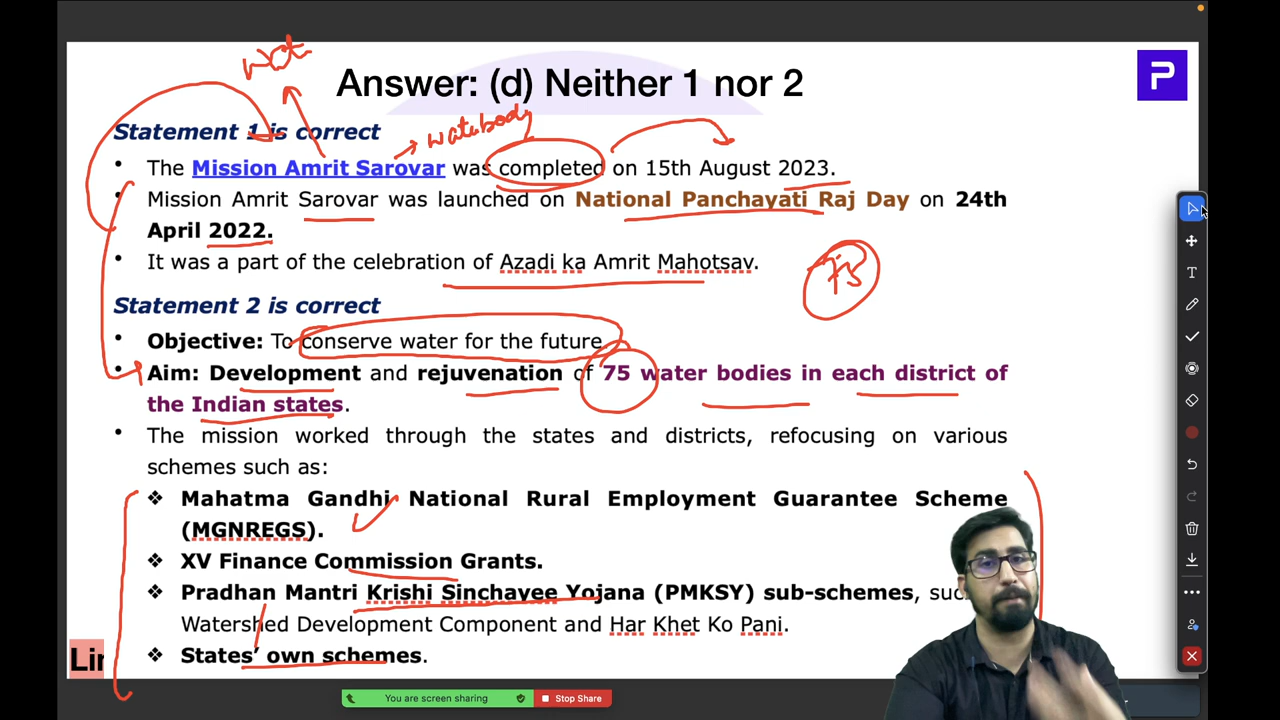 wat
Answer: (d) Neither 1 nor 2
P
Statement 1 is correct
→ waterbody
• The Mission Amrit Sarovar was completed on 15th August 2023.
• Mission Amrit Sarovar was launched on National Panchayati Raj Day on 24th
April 2022.
• It was a part of the celebration of Azadi ka Amrit Mahotsav.
75
Statement 2 is correct
• Objective: To conserve water for the future.
• Aim: Development and rejuvenation of 75 water bodies in each district of
the Indian states.
• The mission worked through the states and districts, refocusing on various
schemes such as:
❖ Mahatma Gandhi National Rural Employment Guarantee Scheme
(MGNREGS).
❖ XV Finance Commission Grants.
❖ Pradhan Mantri Krishi Sinchayee Yojana (PMKSY) sub-schemes, suc
Watershed Development Component and Har Khet Ko Pani.
❖ States' own schemes.
Lir
You are screen sharing
Stop Share